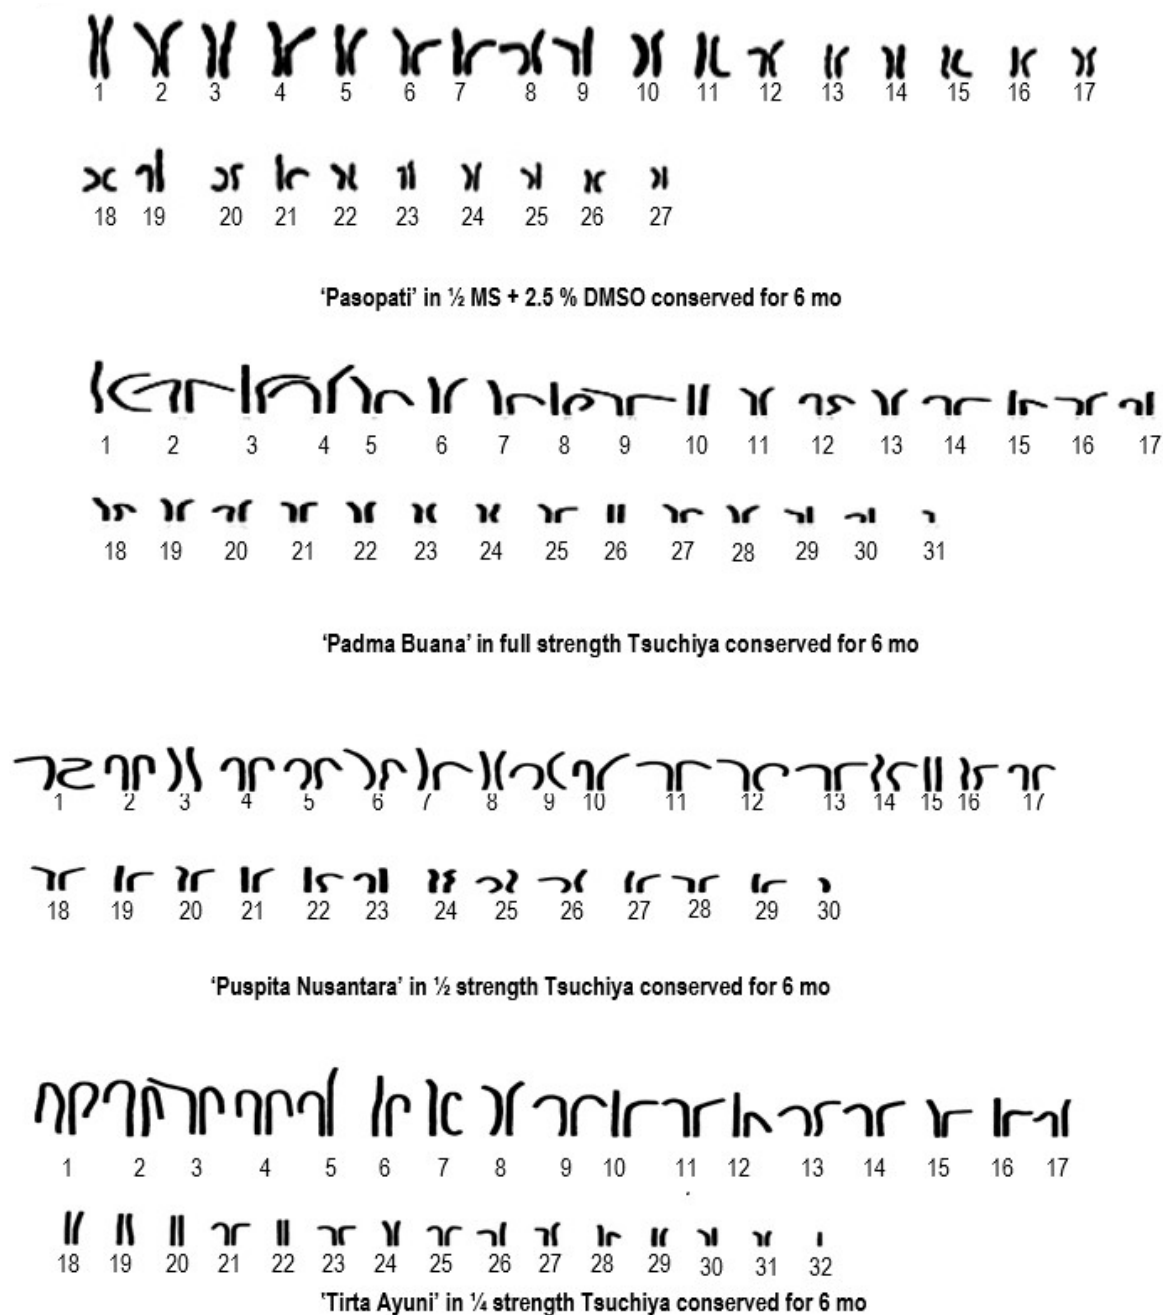 1 2 3 4 5 6 7 8 9 10 11 12 13 14 15 16 17
18 19 20 21 22 23 24 25 26 27
‘Pasopati’ in ½ MS + 2.5 % DMSO conserved for 6 mo
1 2 3 4 5 6 7 8 9 10 11 12 13 14 15 16 17
18 19 20 21 22 23 24 25 26 27 28 29 30 31
‘Padma Buana’ in full strength Tsuchiya conserved for 6 mo
1 2 3 4 5 6 7 8 9 10 11 12 13 14 15 16 17
18 19 20 21 22 23 24 25 26 27 28 29 30
‘Puspita Nusantara’ in ½ strength Tsuchiya conserved for 6 mo
1 2 3 4 5 6 7 8 9 10 11 12 13 14 15 16 17
18 19 20 21 22 23 24 25 26 27 28 29 30 31 32
‘Tirta Ayuni’ in ¼ strength Tsuchiya conserved for 6 mo